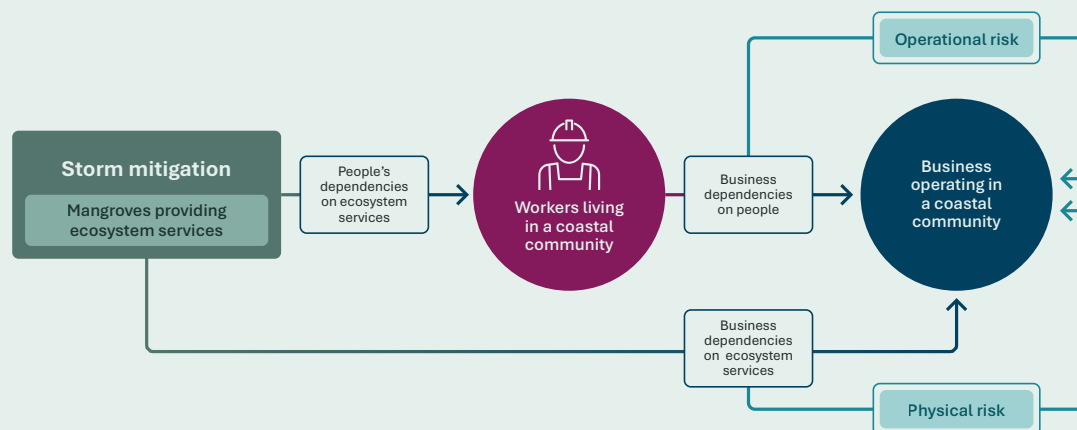 Operational risk
Storm mitigation
Mangroves providing
ecosystem services
People's
dependencies
on ecosystem
services
Workers living
in a coastal
community
Business
dependencies
on people
Business
operating in
a coastal
community
Business
dependencies
on ecosystem
services
Physical risk